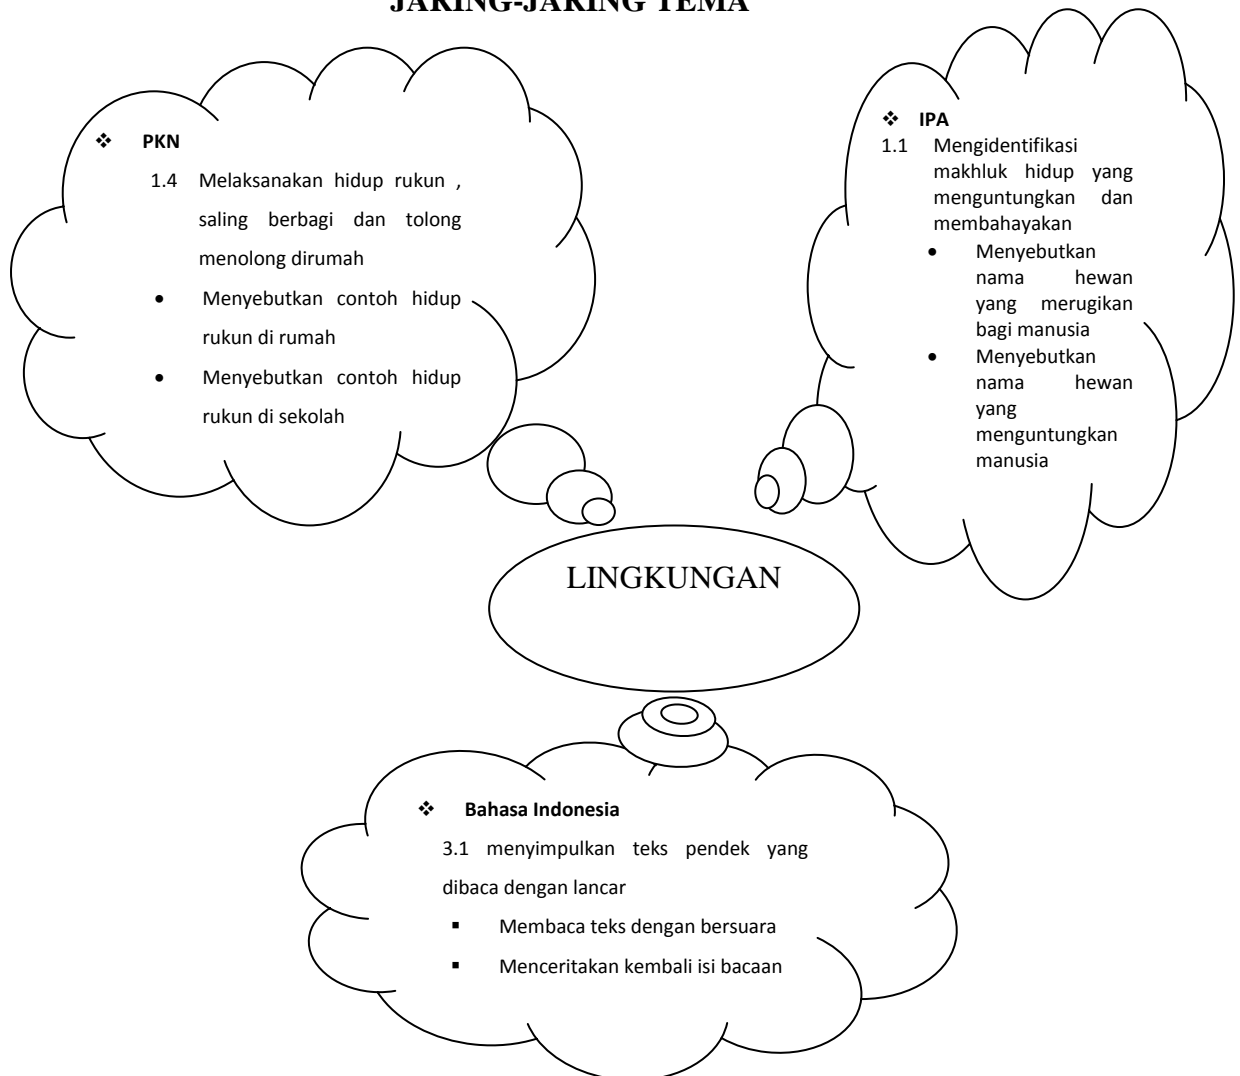 JARING-JARING TEMA
❖ PKN
1.4 Melaksanakan hidup rukun ,
saling berbagi dan tolong
menolong dirumah
• Menyebutkan contoh hidup
rukun di rumah
• Menyebutkan contoh hidup
rukun di sekolah
❖ IPA
1.1 Mengidentifikasi
makhluk hidup yang
menguntungkan dan
membahayakan
• Menyebutkan
nama hewan
yang merugikan
bagi manusia
• Menyebutkan
nama hewan
yang
menguntungkan
manusia
LINGKUNGAN
❖ Bahasa Indonesia
3.1 menyimpulkan teks pendek yang
dibaca dengan lancar
▪ Membaca teks dengan bersuara
▪ Menceritakan kembali isi bacaan